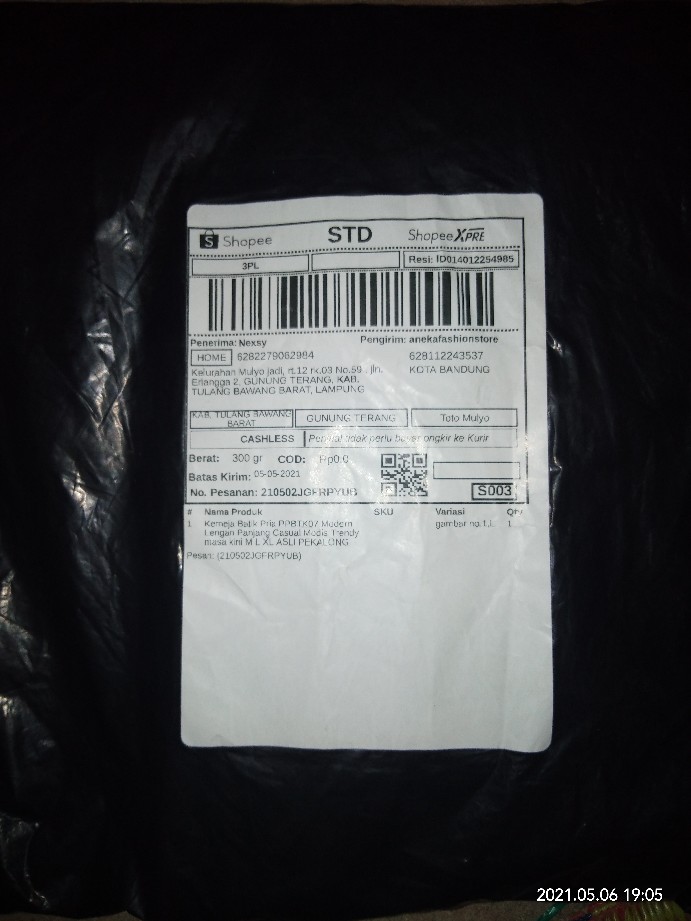 Shopee STD Shopee XPRE
3PL Resi: ID014012254985
Penerima: Nexsy Pengirim: anekafashionstore
HOME 6282279062984 628112243537
Kelurahan Mulyo jadi, rt.12 rk.03 No.59 , jln. KOTA BANDUNG
Erlangga 2, GUNUNG TERANG, KAB.
TULANG BAWANG BARAT, LAMPUNG
KAB. TULANG BAWANG
BARAT
GUNUNG TERANG Toto Mulyo
CASHLESS Penjual tidak perlu bayar ongkir ke Kurir
Berat: 300 gr COD: Rp0.0
Batas Kirim: 05-05-2021
No. Pesanan: 210502JGFRPYUB S003
# Nama Produk SKU Variasi Qty
1 Kemeja Batik Pria PPBTK07 Modern gambar no.1,L 1
Lengan Panjang Casual Modis Trendy
masa kini M L XL ASLI PEKALONG
Pesan: (210502JGFRPYUB)
2021.05.06 19:05